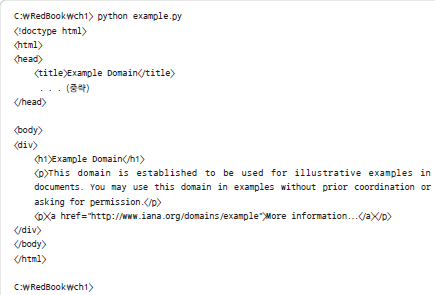 C:₩RedBook₩ch1> python example.py
<!doctype html>
<html>
<head>
<title>Example Domain</title>
. . . (중략)
</head>
<body>
<div>
<h1>Example Domain</h1>
<p>This domain is established to be used for illustrative examples in
documents. You may use this domain in examples without prior coordination or
asking for permission.</p>
<p><a href="http://www.iana.org/domains/example">More information...</a></p>
</div>
</body>
</html>
C:₩RedBook₩ch1>